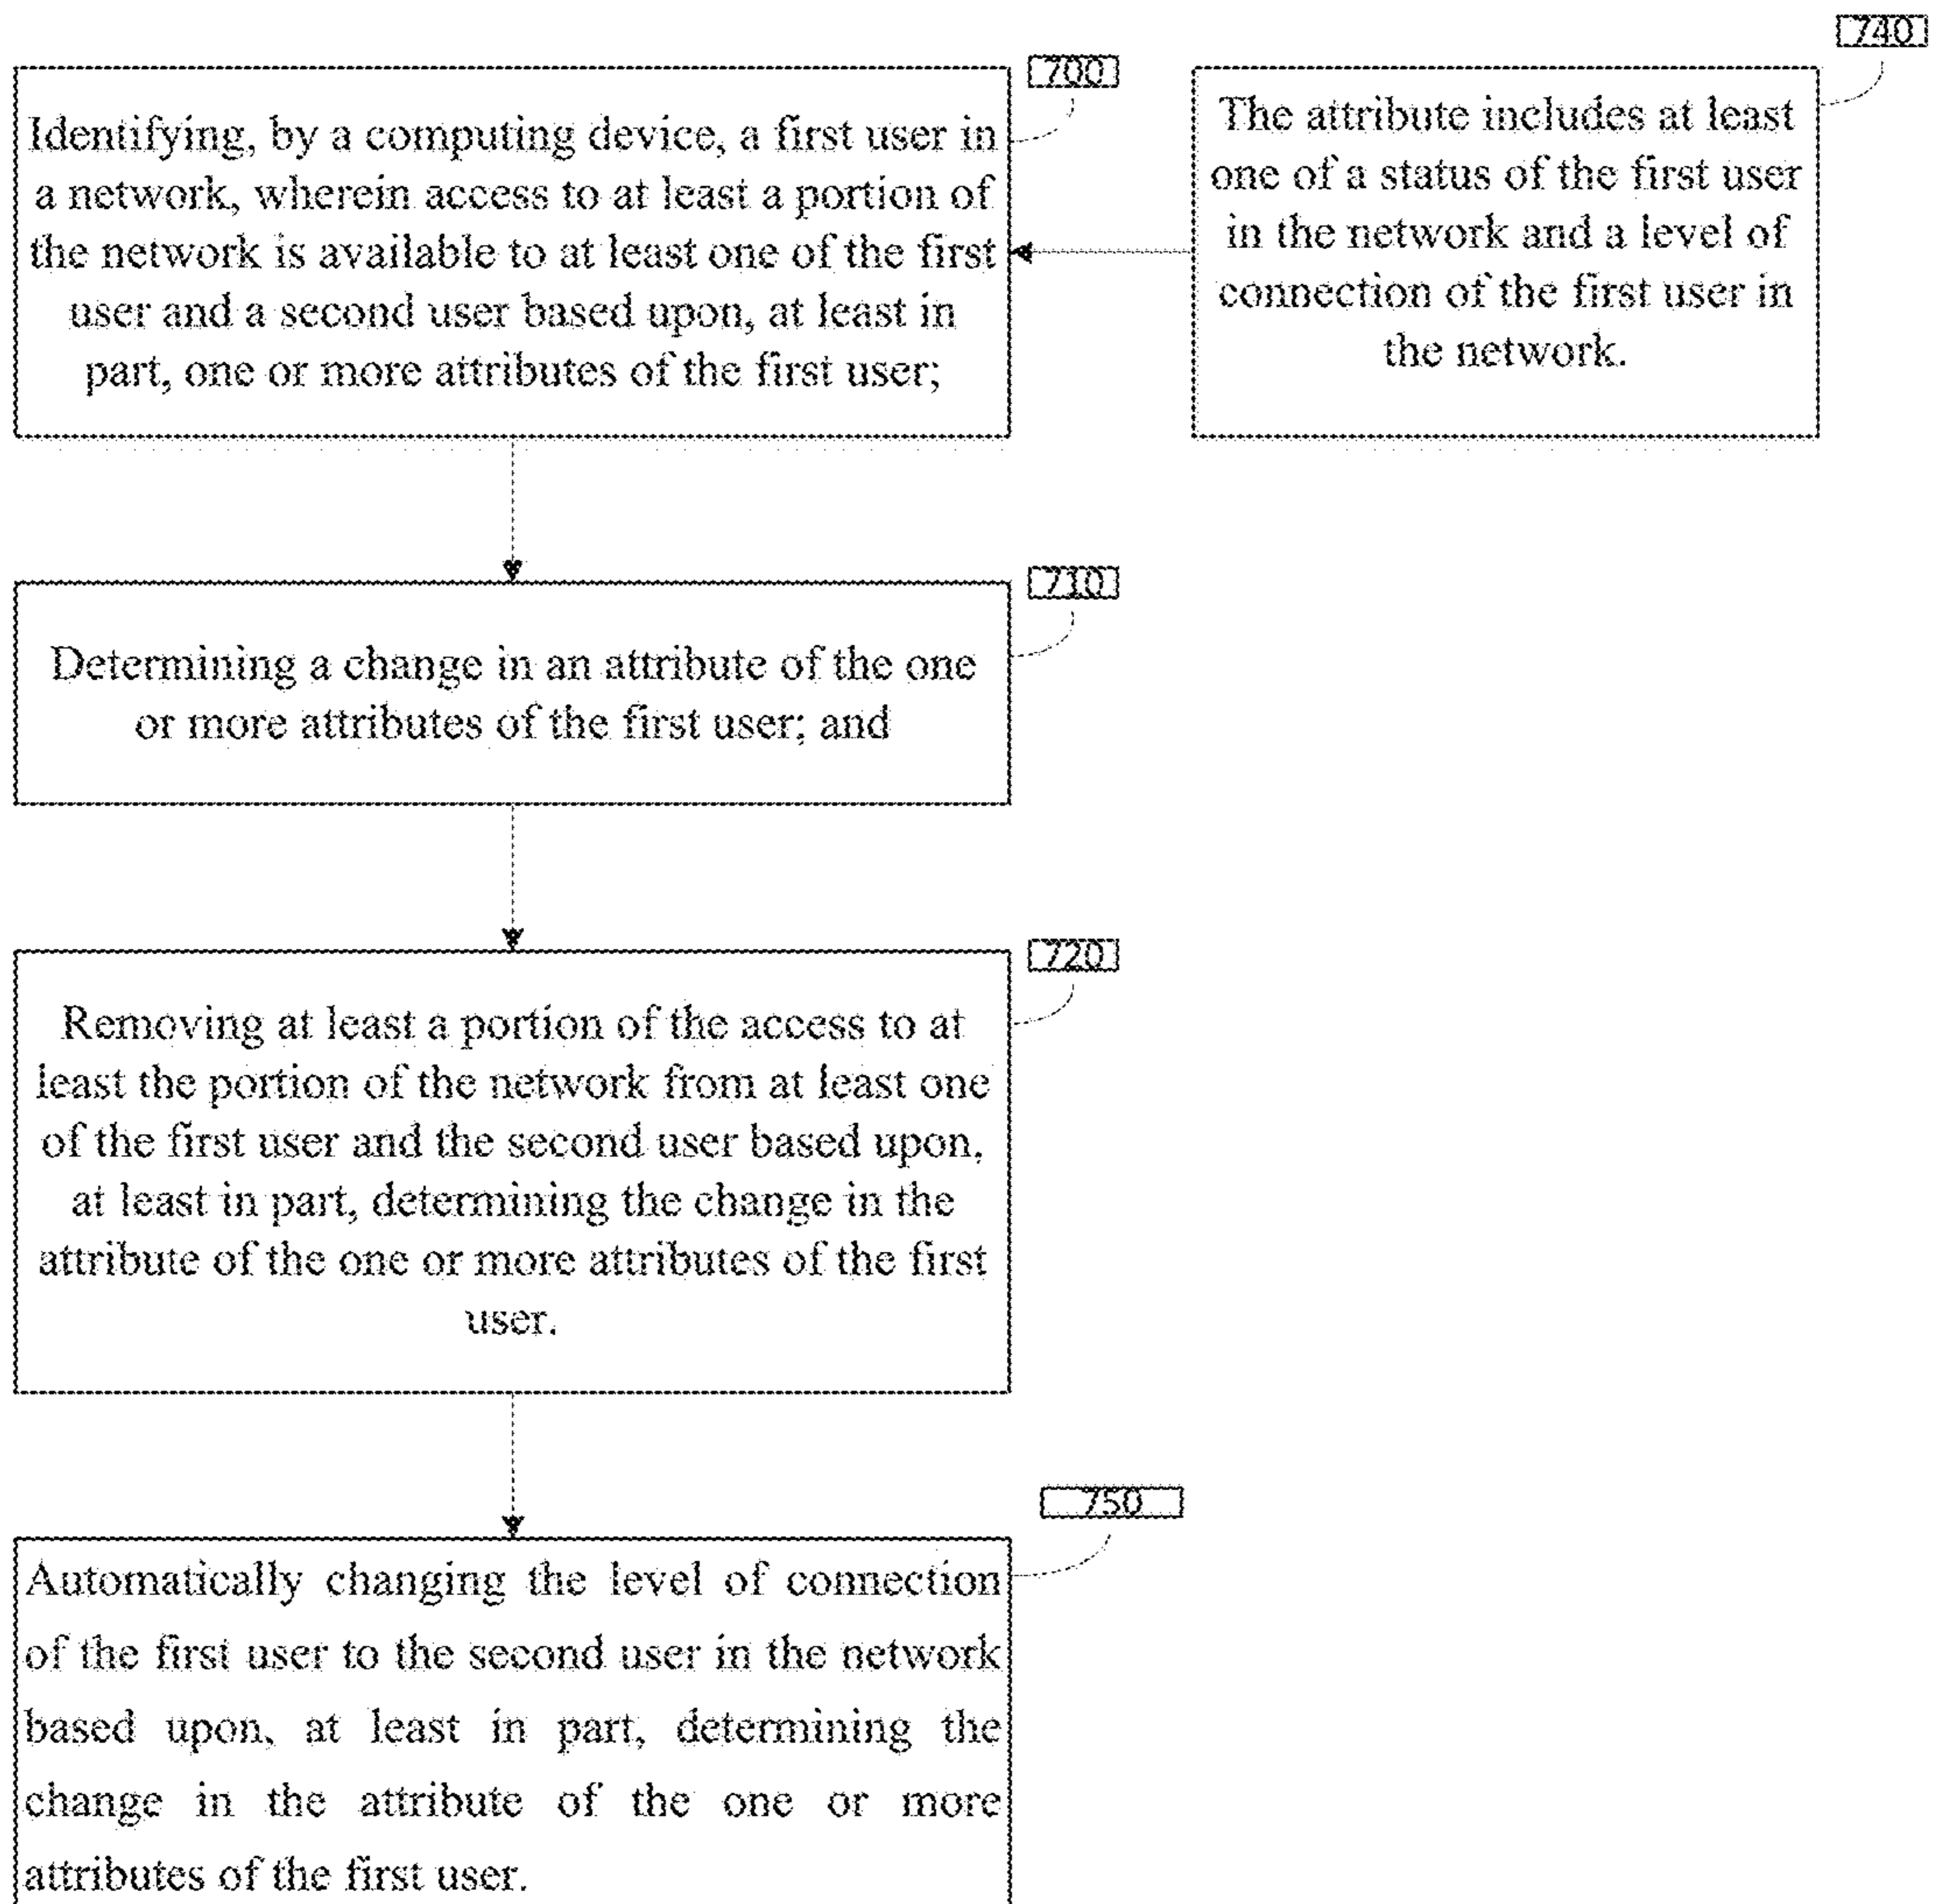 700
Identifying, by a computing device, a first user in
a network, wherein access to at least a portion of
the network is available to at least one of the first
user and a second user based upon, at least in
part, one or more attributes of the first user;
740
The attribute includes at least
one of a status of the first user
in the network and a level of
connection of the first user in
the network.
710
Determining a change in an attribute of the one
or more attributes of the first user; and
720
Removing at least a portion of the access to at
least the portion of the network from at least one
of the first user and the second user based upon,
at least in part, determining the change in the
attribute of the one or more attributes of the first
user.
750
Automatically changing the level of connection
of the first user to the second user in the network
based upon, at least in part, determining the
change in the attribute of the one or more
attributes of the first user.